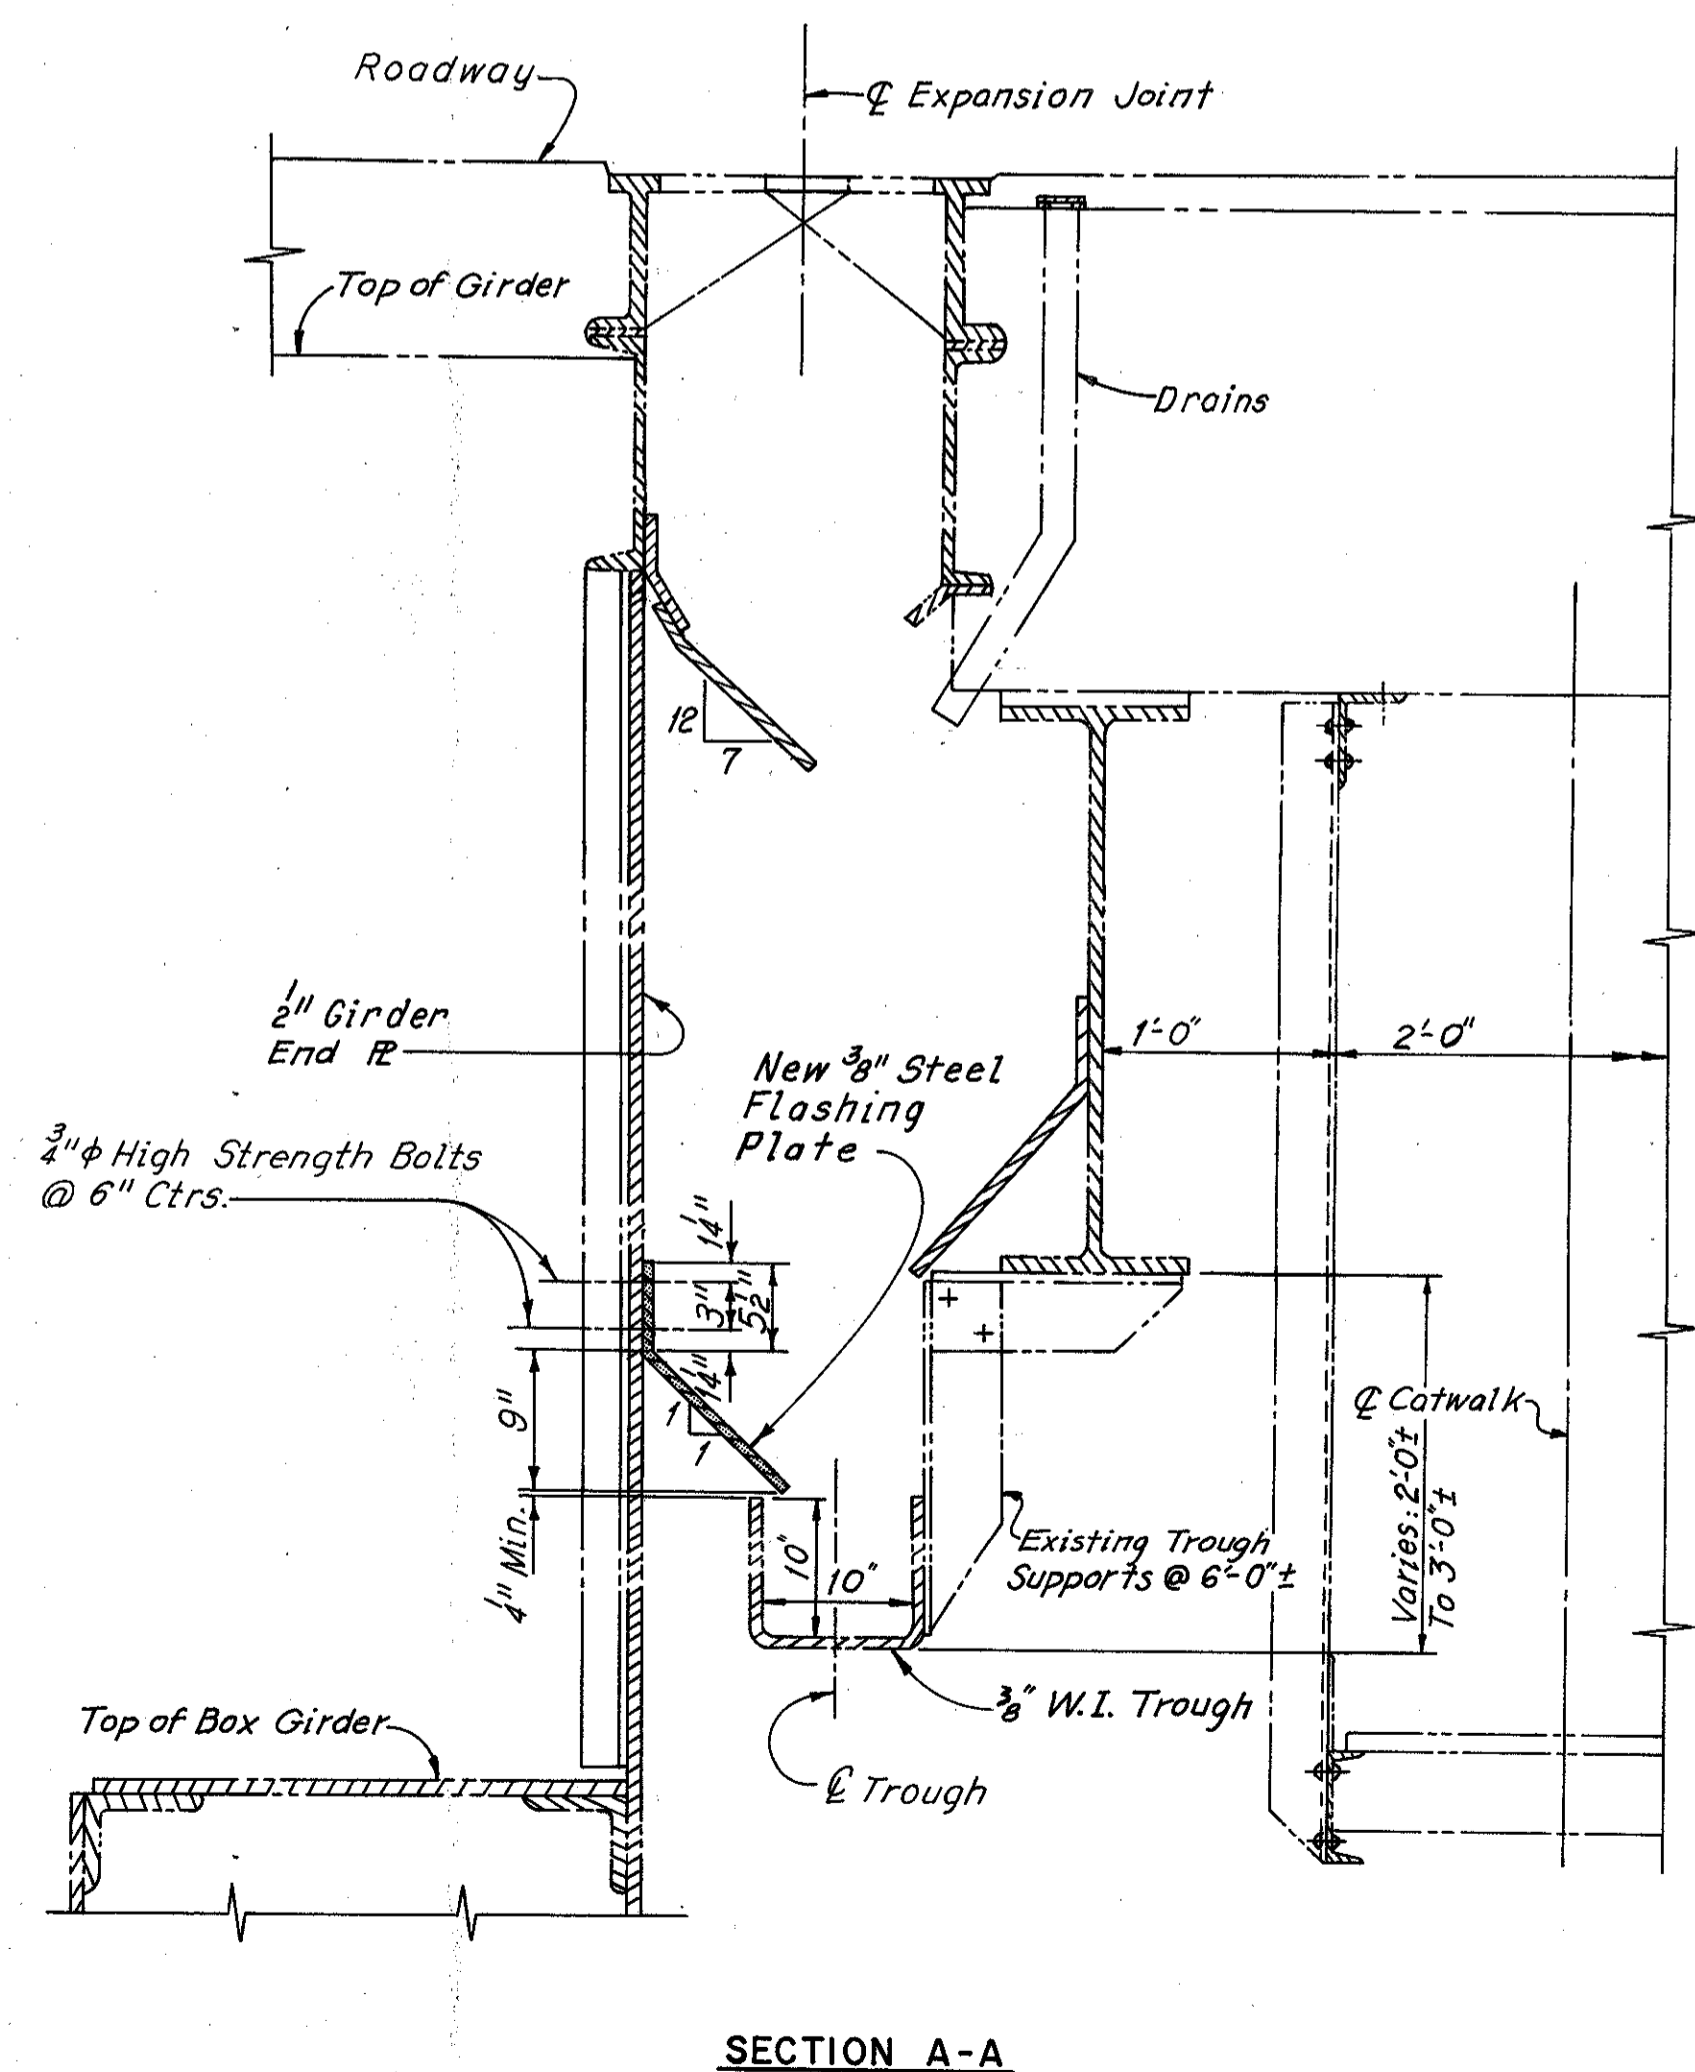 Roadway
℄ Expansion Joint
Top of Girder
Drains
12
7
1/2" Girder
End ℞
1'-0"
2'-0"
New 3/8" Steel
Flashing
Plate
3/4"ϕ High Strength Bolts
@ 6" Ctrs.
1 1/4"
3"
5 1/2"
1 1/4"
9"
1
1
℄ Catwalk
1/4" Min.
10"
10"
Existing Trough
Supports @ 6'-0"±
Varies: 2'-0"±
To 3'-0"±
3/8" W.I. Trough
Top of Box Girder
℄ Trough
SECTION A-A